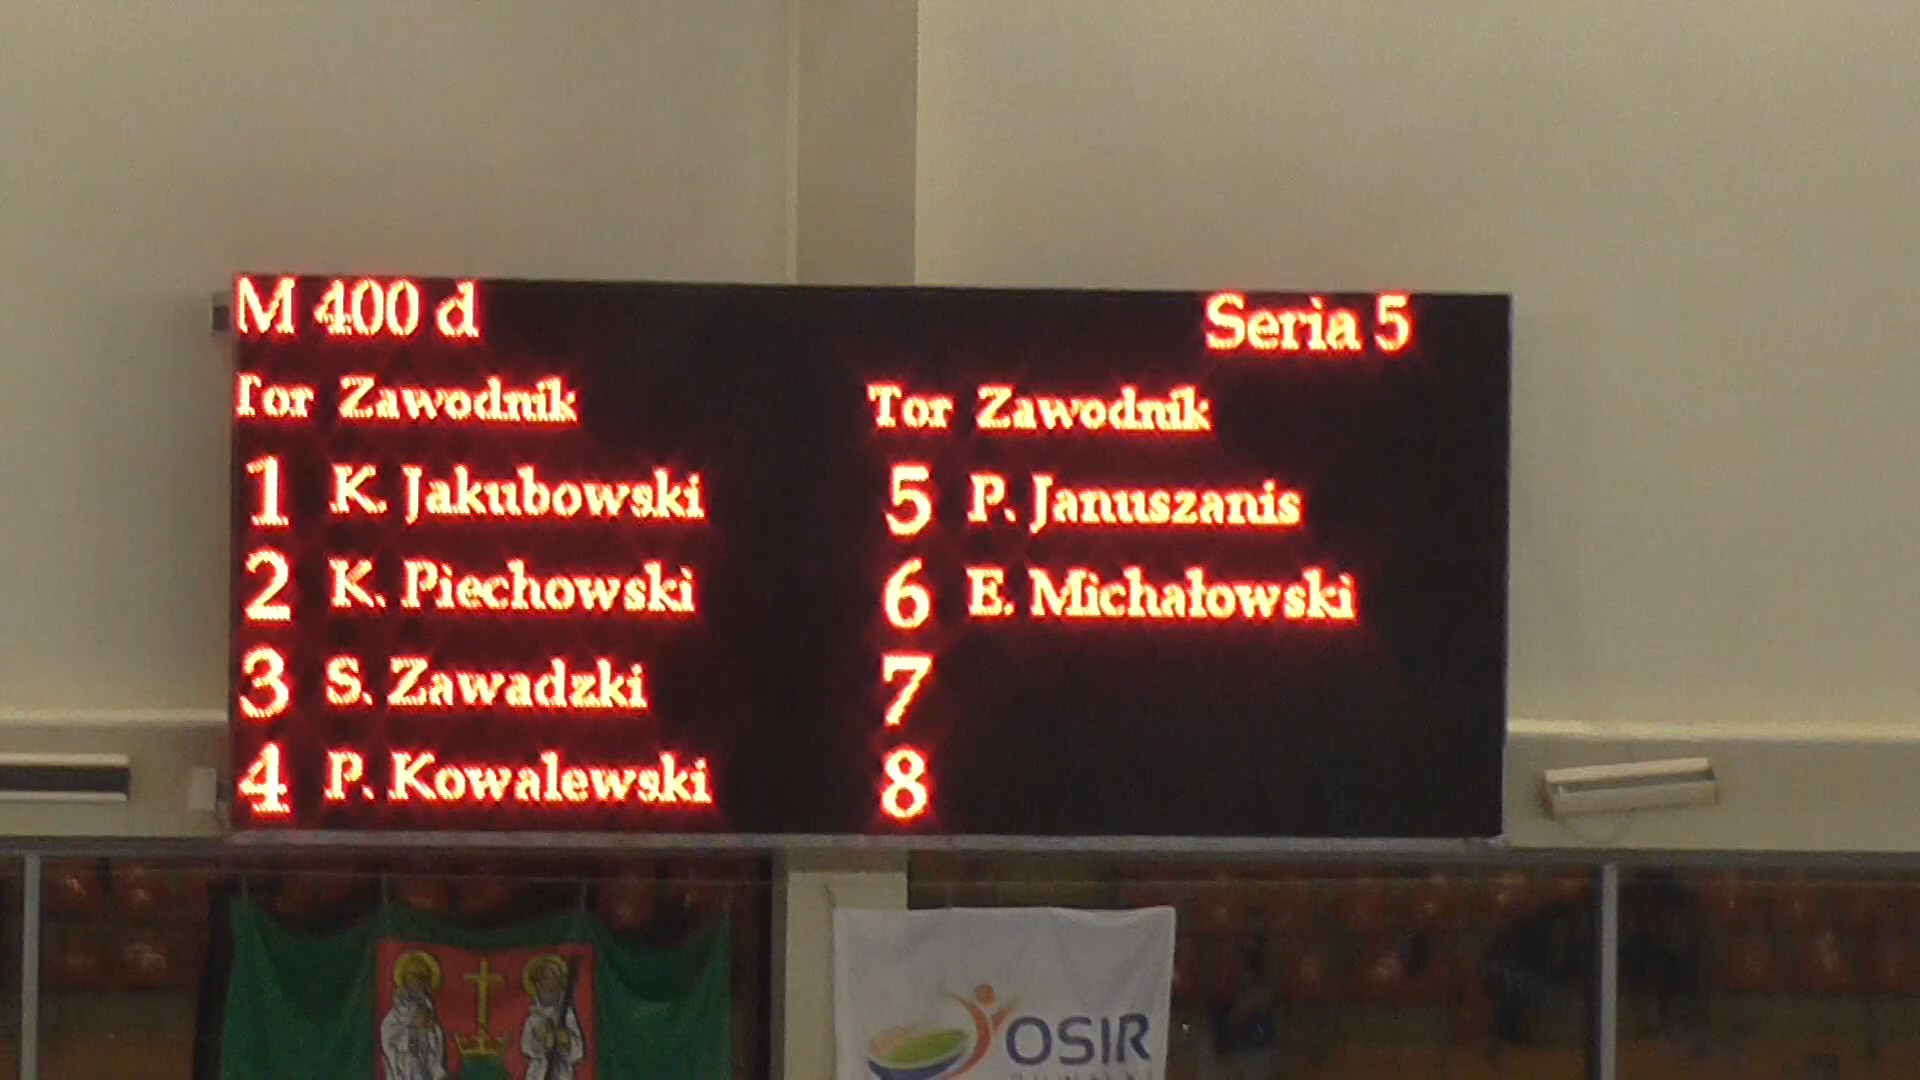 M 400 d
Seria 5
Tor Zawodnik
1 K. Jakubowski
2 K. Piechowski
3 S. Zawadzki
4 P. Kowalewski
Tor Zawodnik
5 P. Januszanis
6 E. Michałowski
7
8
OSIR